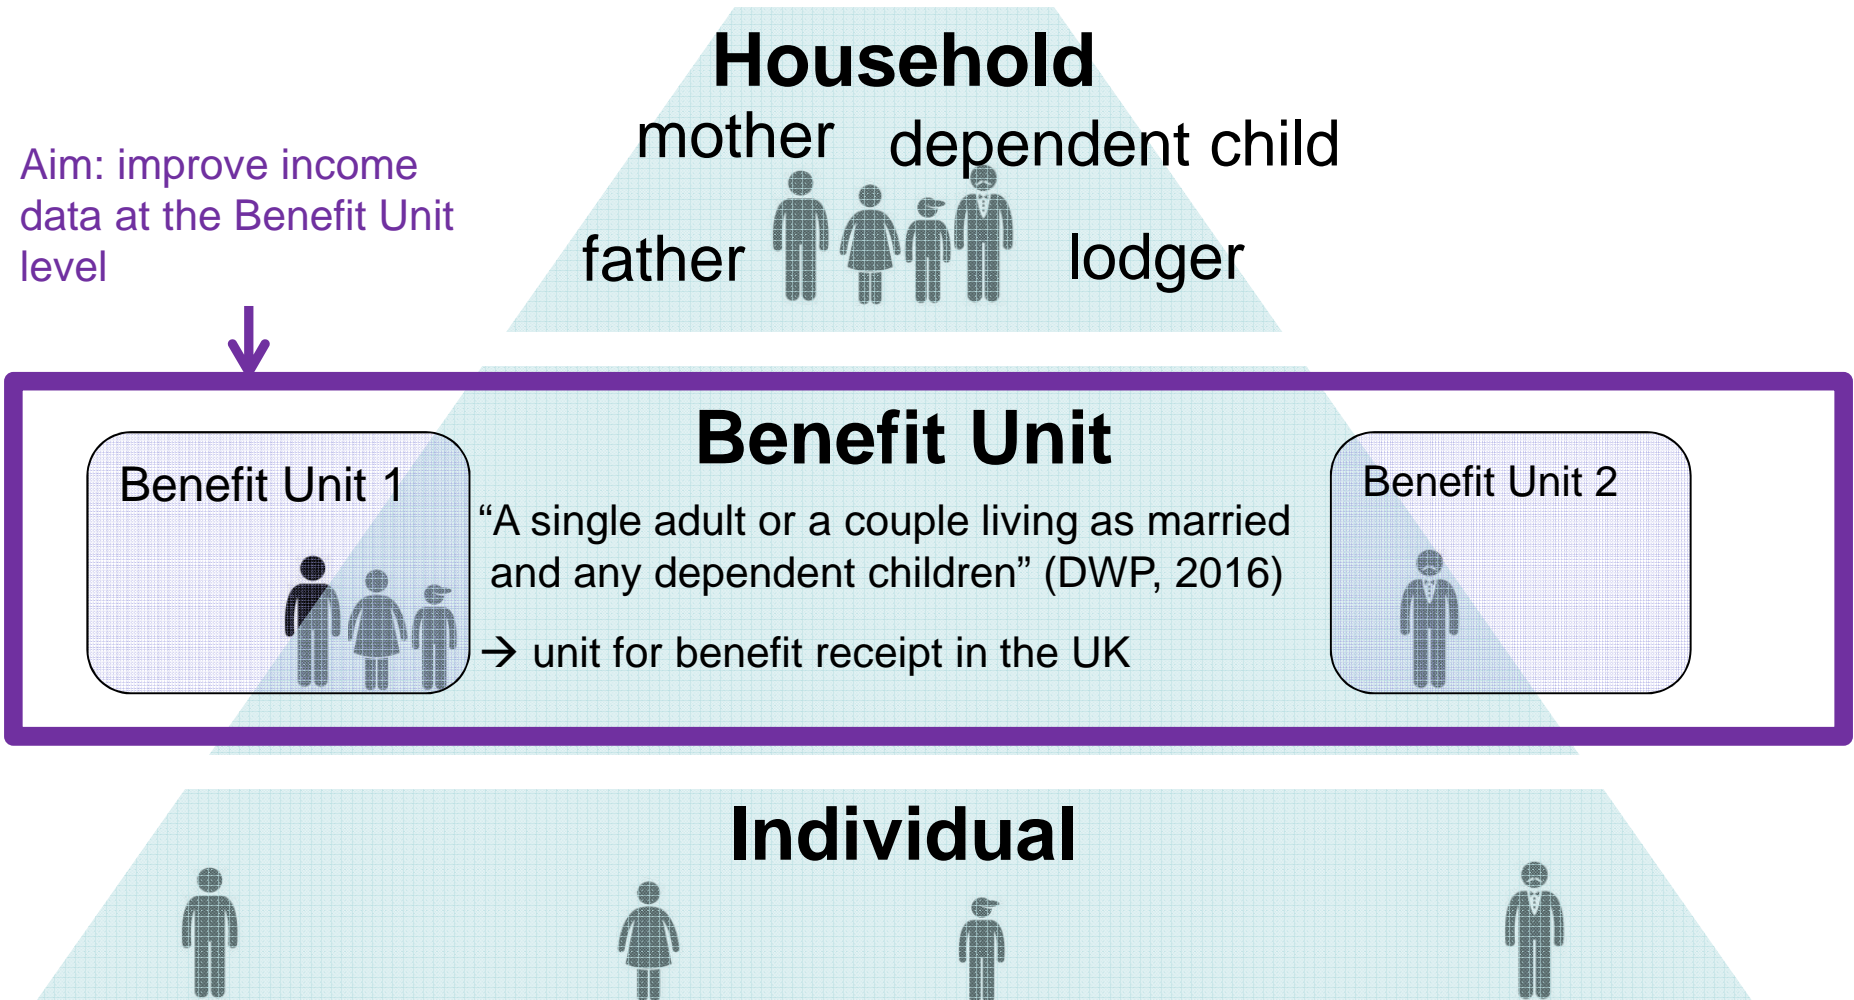 Household
mother dependent child
Aim: improve income
data at the Benefit Unit
level
father lodger
Benefit Unit
Benefit Unit 1
“A single adult or a couple living as married
and any dependent children” (DWP, 2016)
→ unit for benefit receipt in the UK
Benefit Unit 2
Individual